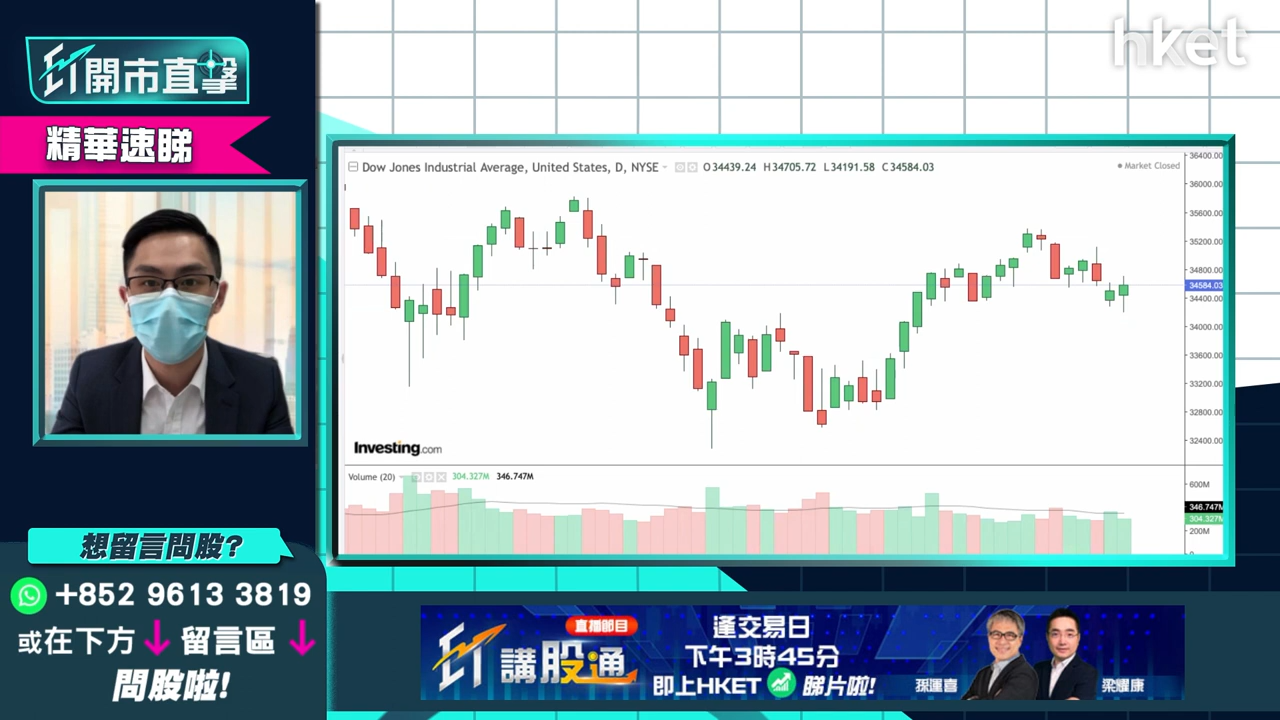 hket
ET開市直擊
精華速睇
Dow Jones Industrial Average, United States, D, NYSE O34439.24 H34705.72 L34191.58 C34584.03
Market Closed
36400.00
36000.00
35600.00
35200.00
34800.00
34584.03
34400.00
34000.00
33600.00
33200.00
32800.00
32400.00
Investing.com
Volume (20) 304.327M 346.747M
600M
346.747M
304.327M
200M
0
想留言問股?
+852 9613 3819
或在下方 留言區
問股啦!
直播節目
ET講股通
逢交易日
下午3時45分
即上HKET 睇片啦!
孫運喜
梁耀康